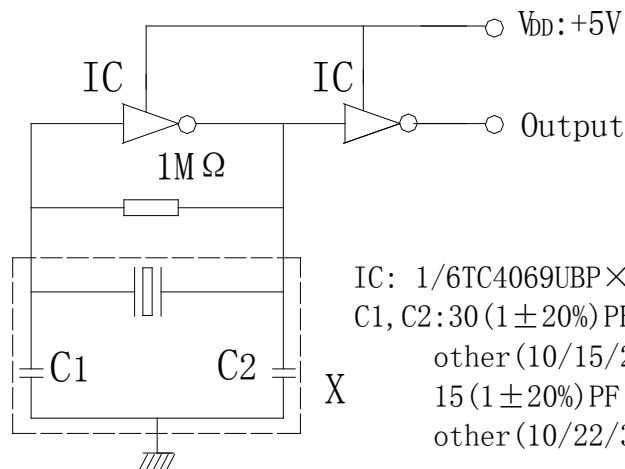 VDD:+5V
IC IC
Output
1MΩ
IC: 1/6TC4069UBP×
C1,C2:30(1±20%)
other(10/15/
C1 C2
X
15(1±20%)PF
other(10/22/